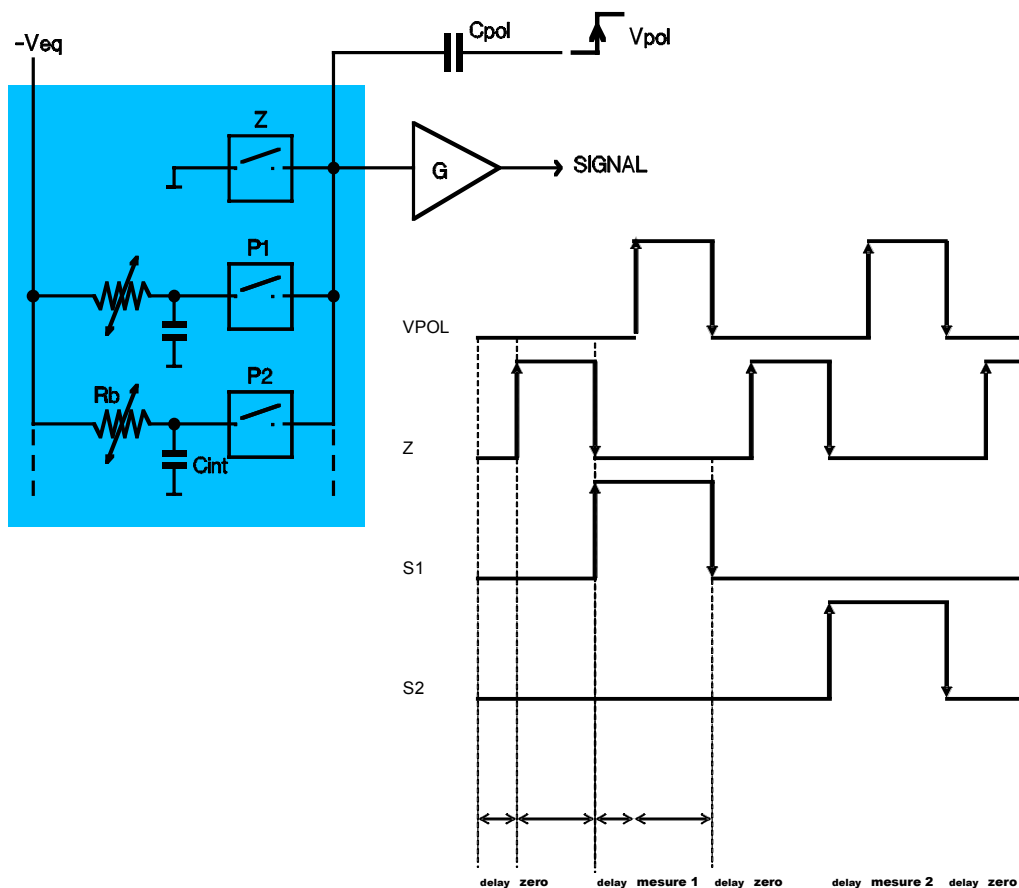 -Veq
Cpol
Vpol
Z
G
SIGNAL
P1
P2
Rb
Cint
VPOL
Z
S1
S2
delay zero delay mesure 1 delay zero delay mesure 2 delay zero